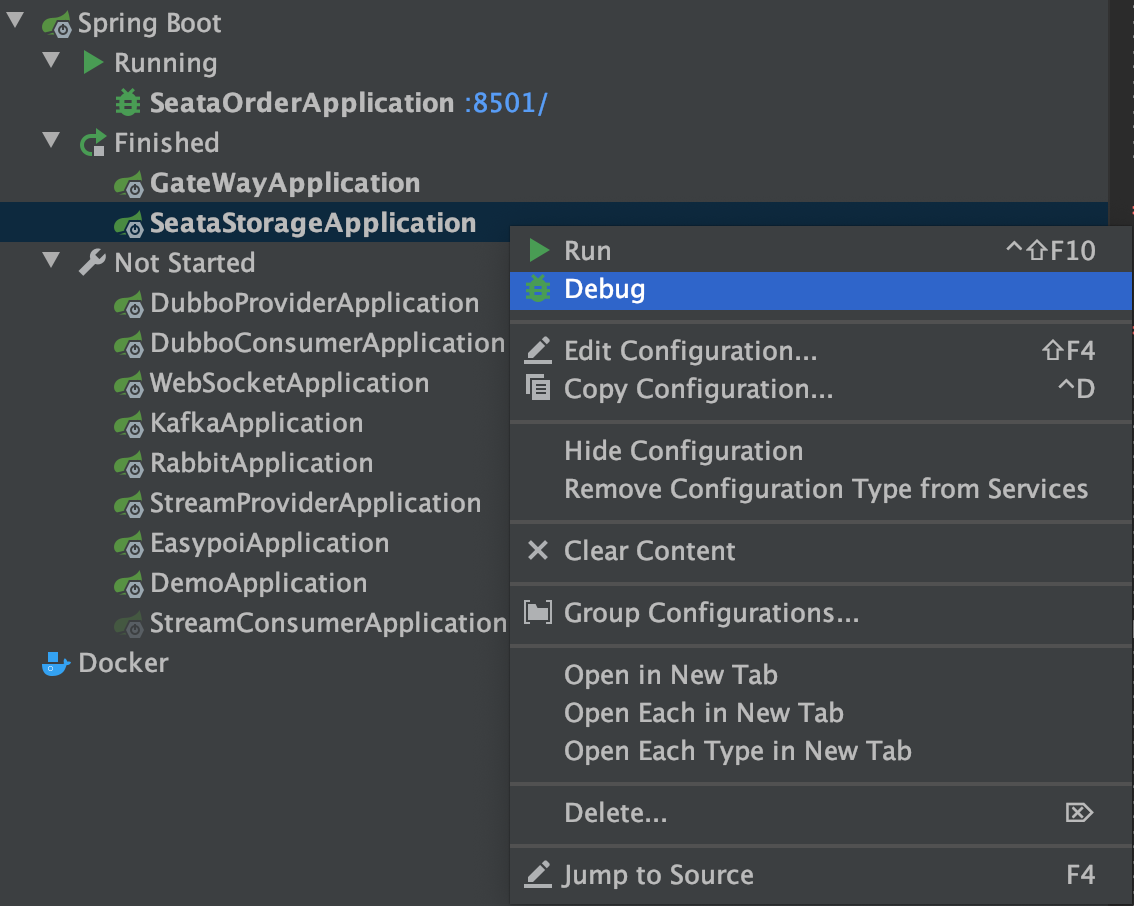 Spring Boot
Running
SeataOrderApplication :8501/
Finished
GateWayApplication
SeataStorageApplication
Not Started
DubboProviderApplication
DubboConsumerApplication
WebSocketApplication
KafkaApplication
RabbitApplication
StreamProviderApplication
EasypoiApplication
DemoApplication
StreamConsumerApplication
Docker
Run ^⇧F10
Debug
Edit Configuration... ⇧F4
Copy Configuration... ^D
Hide Configuration
Remove Configuration Type from Services
Clear Content
Group Configurations...
Open in New Tab
Open Each in New Tab
Open Each Type in New Tab
Delete... ⌦
Jump to Source F4